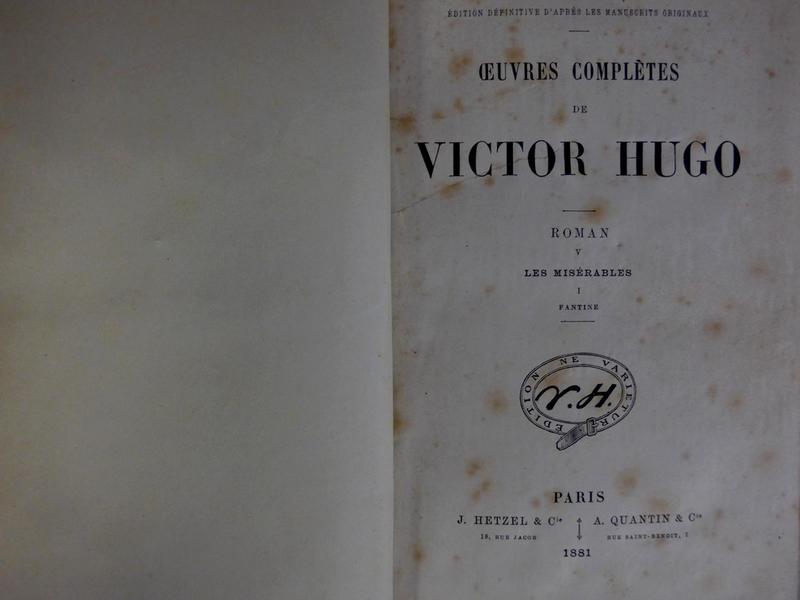 ÉDITION DÉFINITIVE D'APRÈS LES MANUSCRITS ORIGINAUX
ŒUVRES COMPLÈTES
DE
VICTOR HUGO
ROMAN
V
LES MISÉRABLES
I
FANTINE
ÉDITION NE VARIETUR
V.H.
PARIS
J. HETZEL & Cie A. QUANTIN & Cie
18, RUE JACOB RUE SAINT-BENOIT, 7
1881